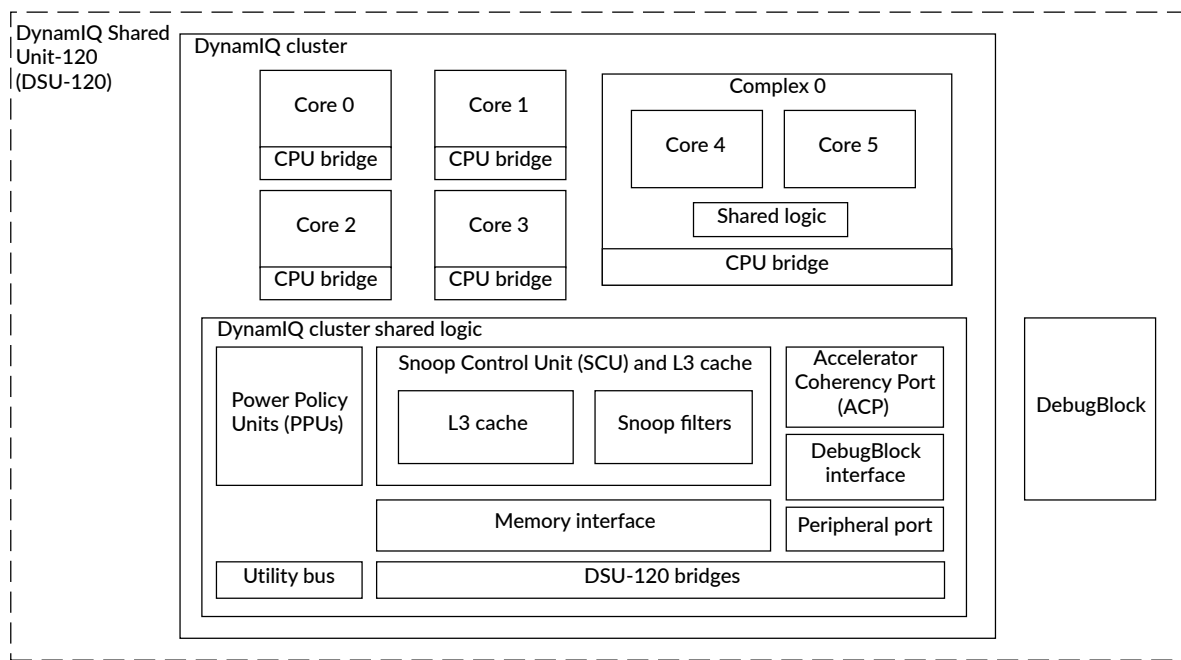 DynamIQ Shared
Unit-120
(DSU-120)
DynamIQ cluster
Core 0
CPU bridge
Core 1
CPU bridge
Core 2
CPU bridge
Core 3
CPU bridge
Complex 0
Core 4
Core 5
Shared logic
CPU bridge
DynamIQ cluster shared logic
Power Policy
Units (PPUs)
Snoop Control Unit (SCU) and L3 cache
L3 cache
Snoop filters
Accelerator
Coherency Port
(ACP)
DebugBlock
interface
Memory interface
Peripheral port
Utility bus
DSU-120 bridges
DebugBlock